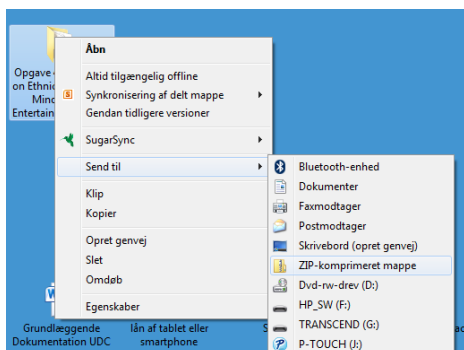 Opgave
on Ethnic
Mind
Entertain
Åbn
Altid tilgængelig offline
Synkronisering af delt mappe
Gendan tidligere versioner
SugarSync
Send til
Klip
Kopier
Opret genvej
Slet
Omdøb
Egenskaber
Bluetooth-enhed
Dokumenter
Faxmodtager
Postmodtager
Skrivebord (opret genvej)
ZIP-komprimeret mappe
Dvd-rw-drev (D:)
HP_SW (F:)
TRANSCEND (G:)
P-TOUCH (J:)
Grundlæggende
Dokumentation UDC
lån af tablet eller
smartphone